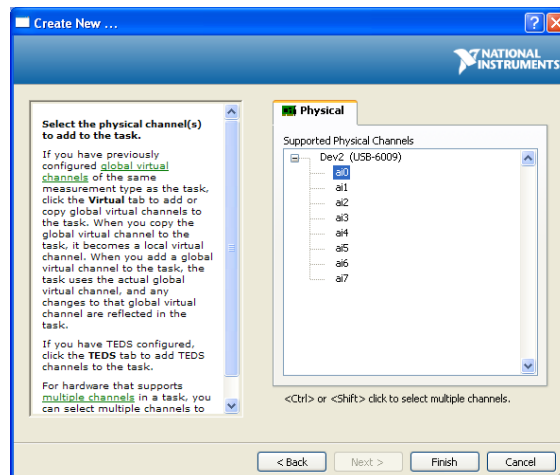 Create New ...
NATIONAL
INSTRUMENTS
Select the physical channel(s)
to add to the task.
If you have previously
configured global virtual
channels of the same
measurement type as the task,
click the Virtual tab to add or
copy global virtual channels to
the task. When you copy the
global virtual channel to the
task, it becomes a local virtual
channel. When you add a global
virtual channel to the task, the
task uses the actual global
virtual channel, and any
changes to that global virtual
channel are reflected in the
task.
If you have TEDS configured,
click the TEDS tab to add TEDS
channels to the task.
For hardware that supports
multiple channels in a task, you
can select multiple channels to
Physical
Supported Physical Channels
Dev2 (USB-6009)
ai0
ai1
ai2
ai3
ai4
ai5
ai6
ai7
<Ctrl> or <Shift> click to select multiple channels.
< Back
Next >
Finish
Cancel